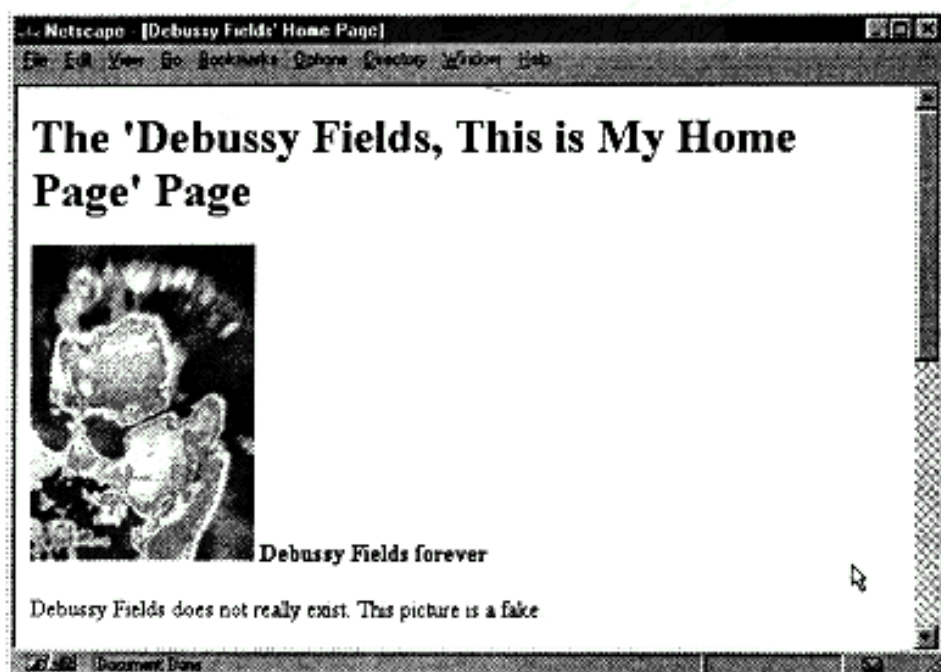 Netscape - [Debussy Fields' Home Page]
File Edit View Go Bookmarks Options Directory Window Help
The 'Debussy Fields, This is My Home
Page' Page
Debussy Fields forever
Debussy Fields does not really exist. This picture is a fake
Document Done